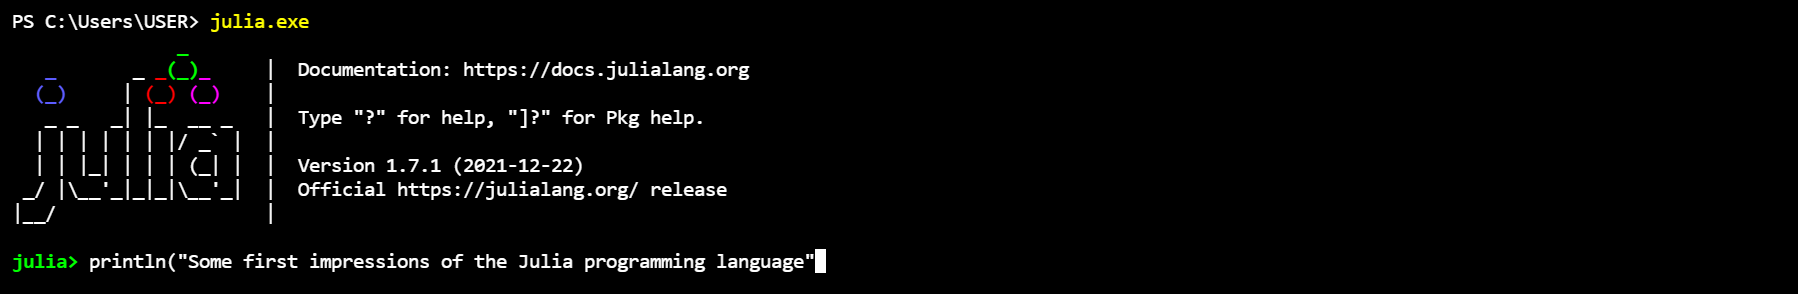 PS C:\Users\USER> julia.exe
               _
   _       _ _(_)_     |  Documentation: https://docs.julialang.org
  (_)     | (_) (_)    |
   _ _   _| |_  __ _   |  Type "?" for help, "]?" for Pkg help.
  | | | | | | |/ _` |  |
  | | |_| | | | (_| |  |  Version 1.7.1 (2021-12-22)
 _/ |\__'_|_|_|\__'_|  |  Official https://julialang.org/ release
|__/                   |
julia> println("Some first impressions of the Julia programming language"